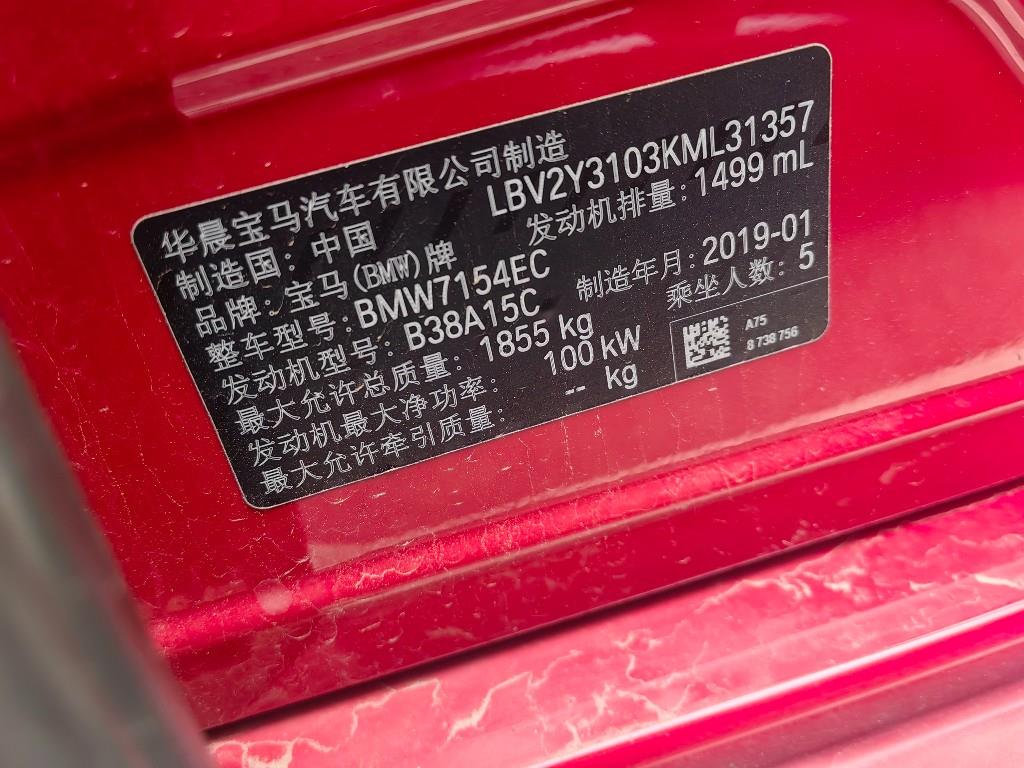 华晨宝马汽车有限公司制造
制造国：中国 LBV2Y3103KML31357
品牌：宝马(BMW)牌 发动机排量：1499 mL
整车型号：BMW7154EC
发动机型号：B38A15C 制造年月：2019-01
最大允许总质量：1855 kg 乘坐人数：5
发动机最大净功率：100 kW
最大允许牵引质量：-- kg
A75
8 738 756